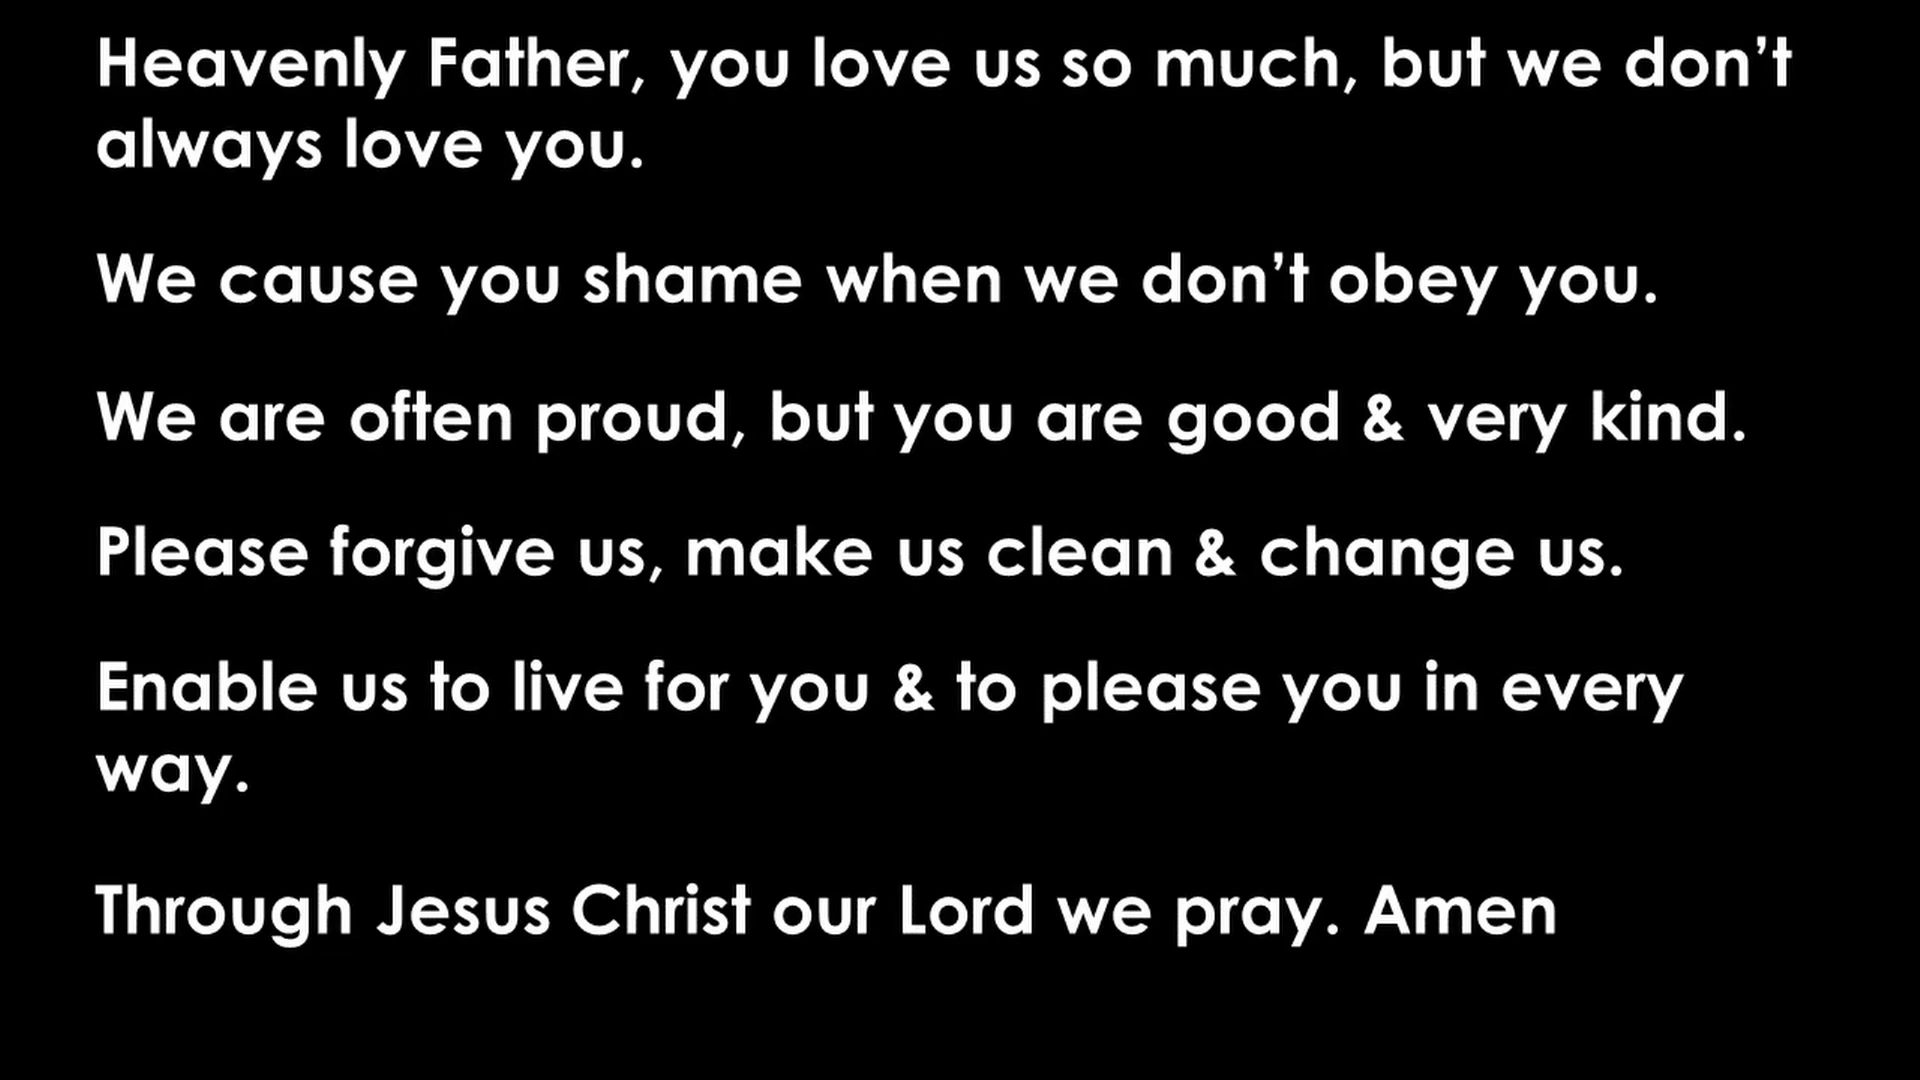 Heavenly Father, you love us so much, but we don’t
always love you.
We cause you shame when we don’t obey you.
We are often proud, but you are good & very kind.
Please forgive us, make us clean & change us.
Enable us to live for you & to please you in every
way.
Through Jesus Christ our Lord we pray. Amen